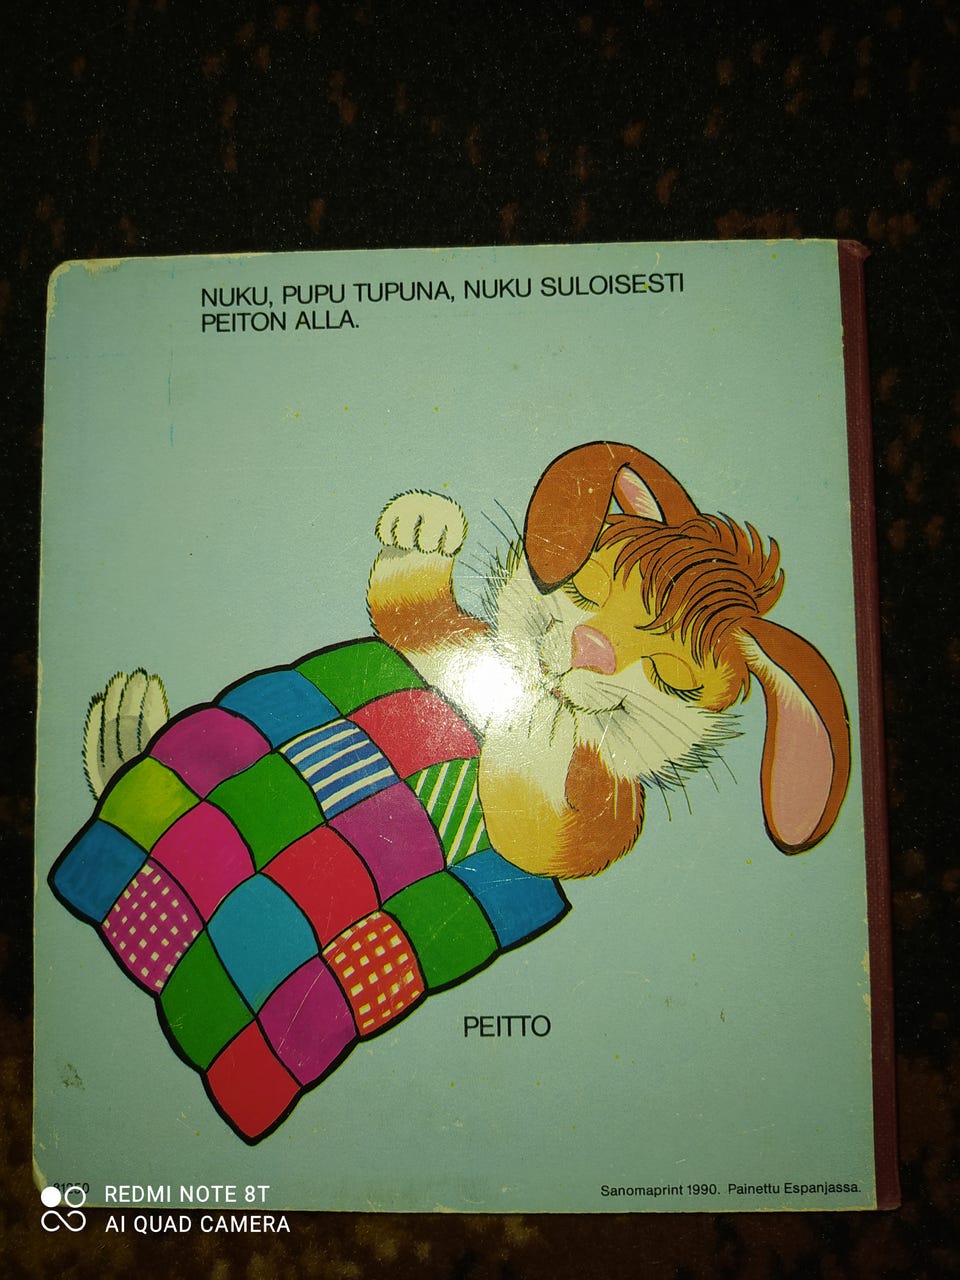 NUKU, PUPU TUPUNA, NUKU SULOISESTI
PEITON ALLA.
PEITTO
Sanomaprint 1990. Painettu Espanjassa.
REDMI NOTE 8T
AI QUAD CAMERA